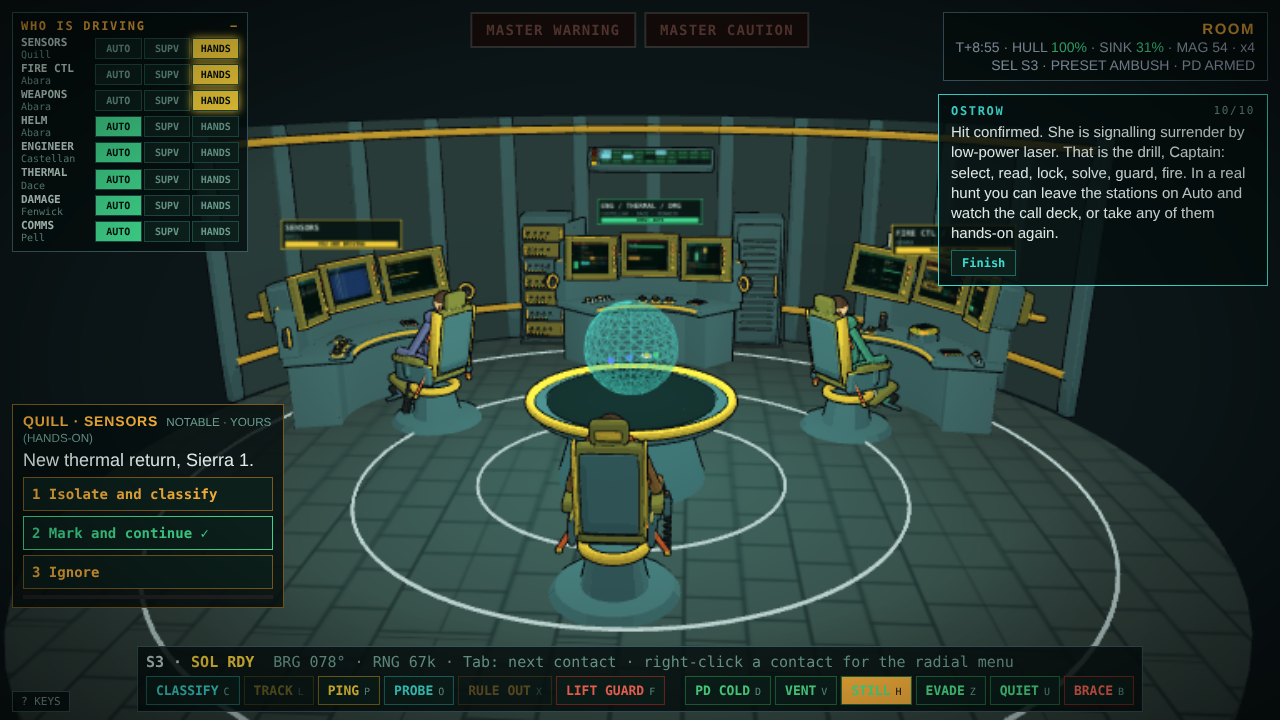 WHO IS DRIVING –
SENSORS
Quill
AUTO SUPV HANDS
FIRE CTL
Abara
AUTO SUPV HANDS
WEAPONS
Abara
AUTO SUPV HANDS
HELM
Abara
AUTO SUPV HANDS
ENGINEER
Castellan
AUTO SUPV HANDS
THERMAL
Dace
AUTO SUPV HANDS
DAMAGE
Fenwick
AUTO SUPV HANDS
COMMS
Pell
AUTO SUPV HANDS
MASTER WARNING MASTER CAUTION
ROOM
T+8:55 · HULL 100% · SINK 31% · MAG 54 · x4
SEL S3 · PRESET AMBUSH · PD ARMED
OSTROW 10/10
Hit confirmed. She is signalling surrender by
low-power laser. That is the drill, Captain:
select, read, lock, solve, guard, fire. In a real
hunt you can leave the stations on Auto and
watch the call deck, or take any of them
hands-on again.
Finish
ENG / THERMAL / DMG
SENSORS
FIRE CTL
QUILL · SENSORS NOTABLE · YOURS
(HANDS-ON)
New thermal return, Sierra 1.
1 Isolate and classify
2 Mark and continue ✓
3 Ignore
S3 · SOL RDY BRG 078° · RNG 67k · Tab: next contact · right-click a contact for the radial menu
CLASSIFY C TRACK L PING P PROBE O RULE OUT X LIFT GUARD F PD COLD D VENT V STILL H EVADE Z QUIET U BRACE B
? KEYS